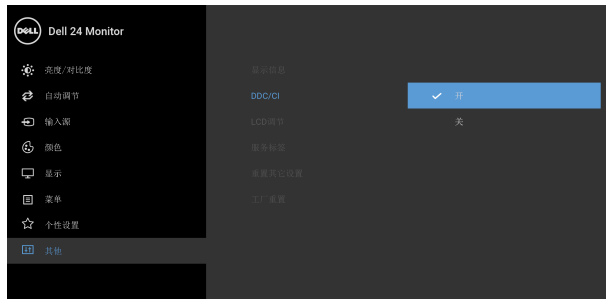 DELL
Dell 24 Monitor
亮度/对比度
自动调节
输入源
颜色
显示
菜单
个性设置
其他
显示信息
DDC/CI
LCD调节
服务标签
重置其它设置
工厂重置
开
关